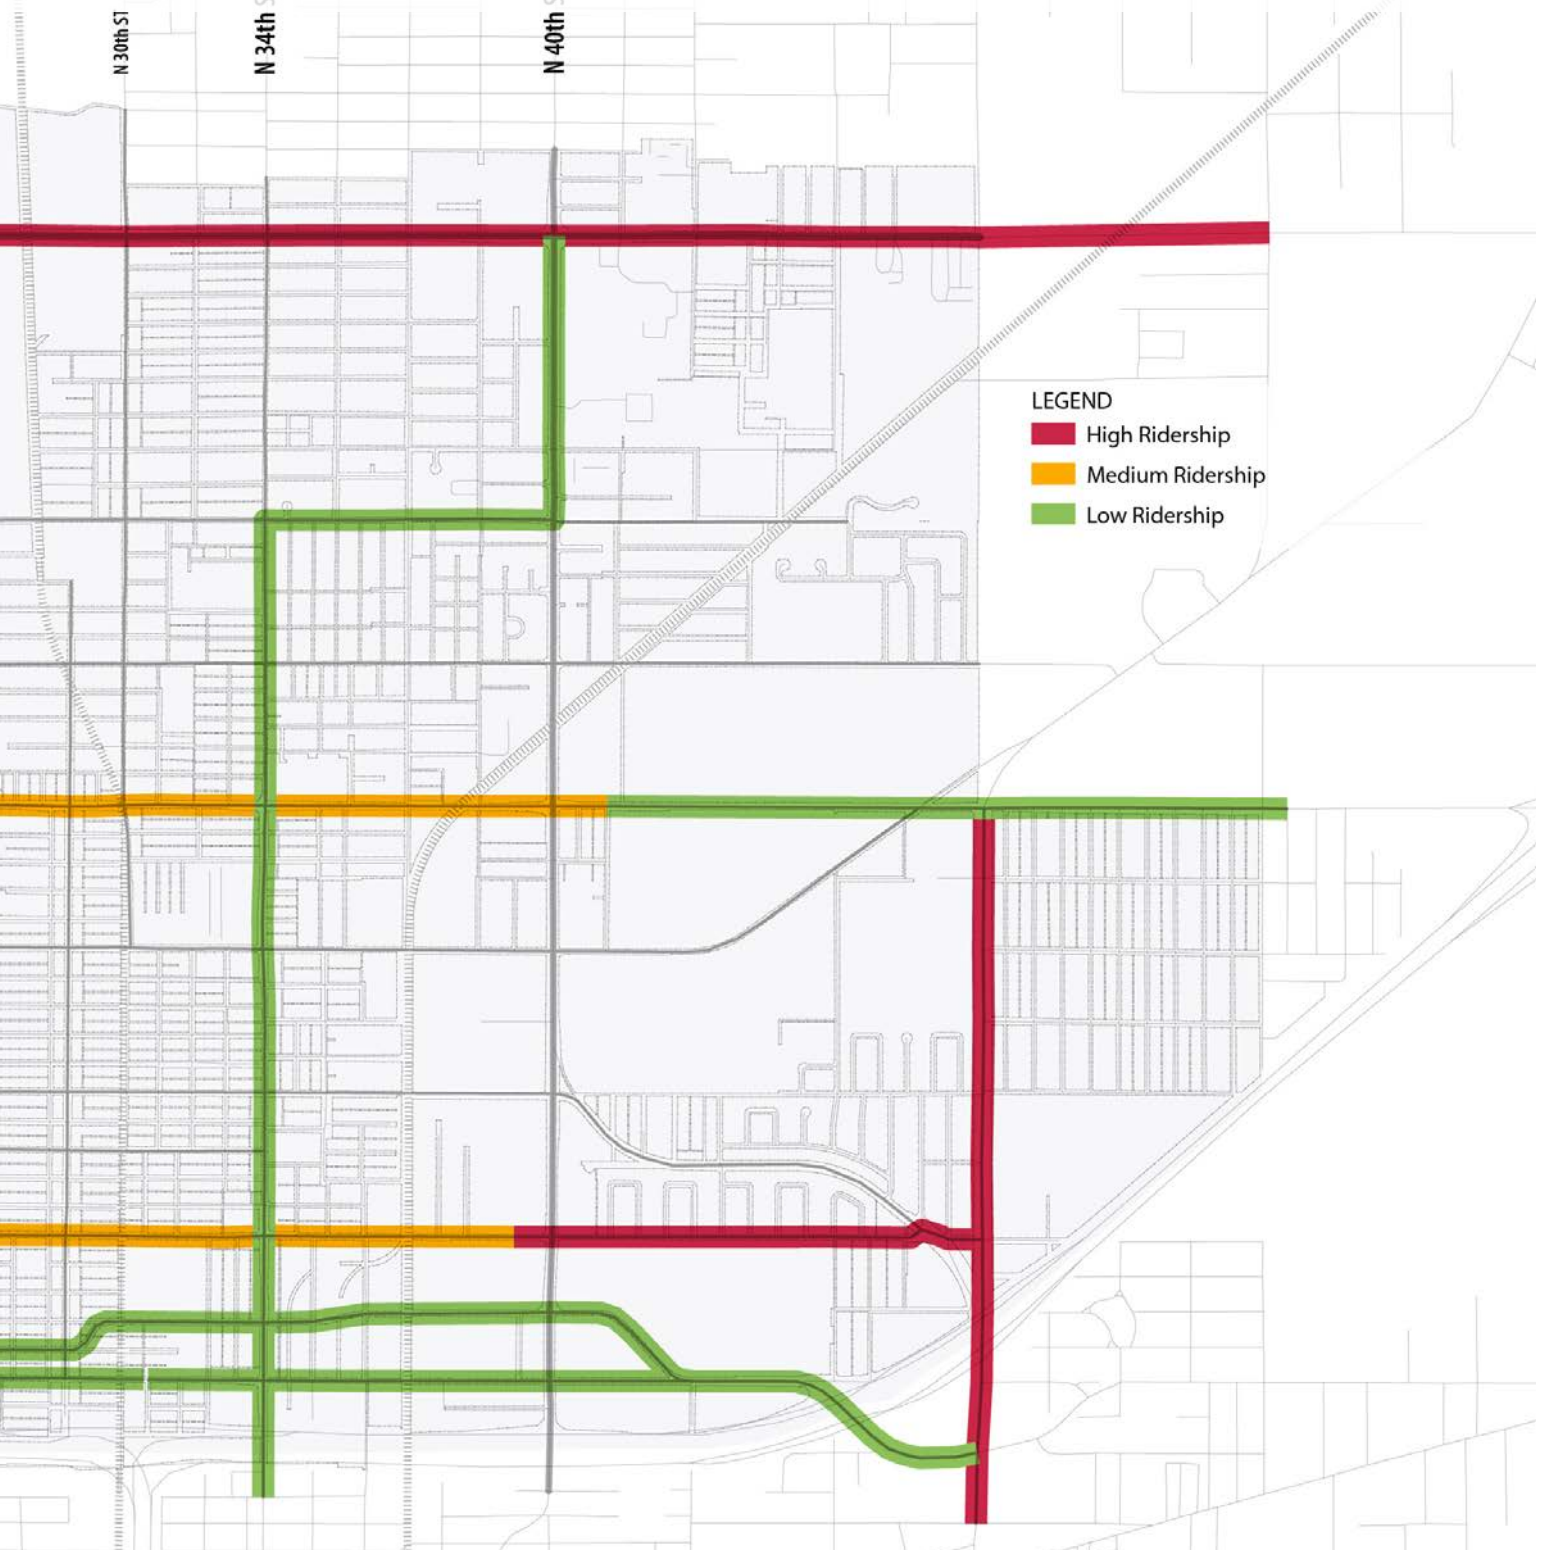 N 30th ST
N 34th S
N 40th S
LEGEND
High Ridership
Medium Ridership
Low Ridership